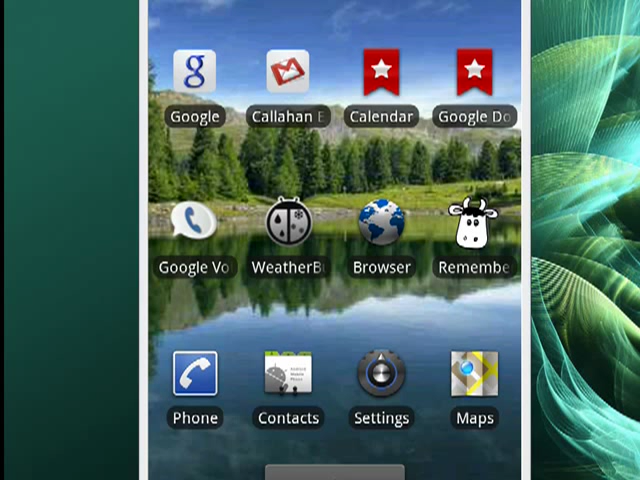 Google
Callahan E
Calendar
Google Do
Google Vo
WeatherB
Browser
Remembe
Phone
Contacts
Settings
Maps